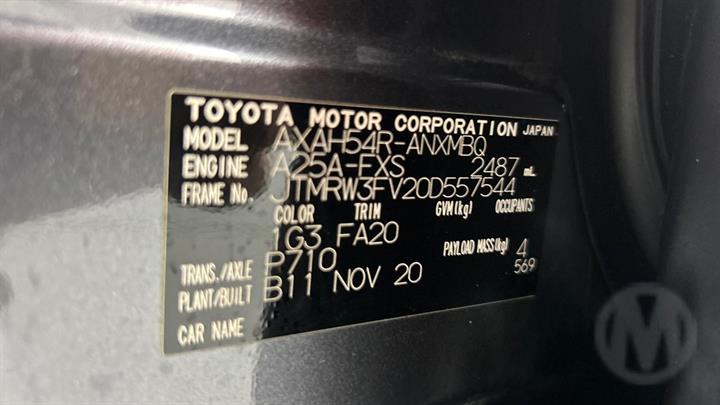 TOYOTA MOTOR CORPORATION JAPAN
MODEL AXAH54R-ANXMBQ
ENGINE A25A-FXS 2487 mL
FRAME No. JTMRW3FV20D557544
COLOR TRIM GVM(kg) OCCUPANTS
1G3 FA20
PAYLOAD MASS(kg) 4
569
TRANS./AXLE P710
PLANT/BUILT B11 NOV 20
CAR NAME
M